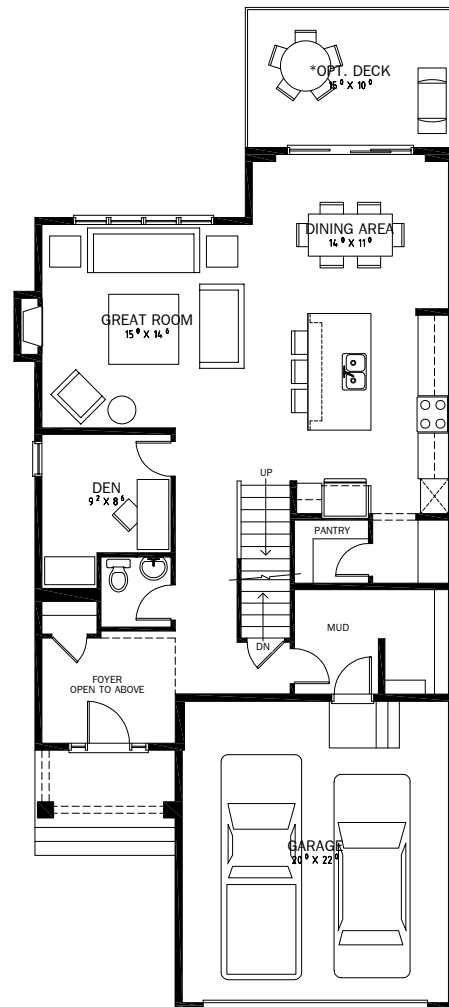 *OPT. DECK
15⁰ X 10⁰
DINING AREA
14⁰ X 11⁰
GREAT ROOM
15⁰ X 14⁶
UP
DEN
9² X 8⁶
PANTRY
MUD
DN
FOYER
OPEN TO ABOVE
GARAGE
20⁰ X 22⁰